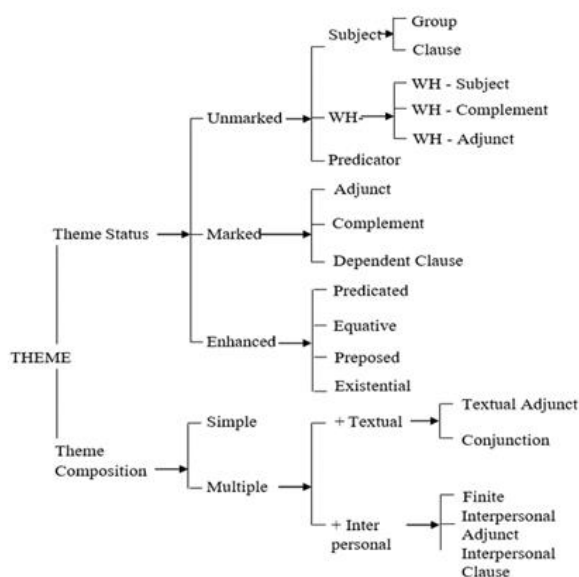 Group
Subject
Clause
WH - Subject
Unmarked
WH-
WH - Complement
WH - Adjunct
Predicator
Adjunct
Complement
Theme Status
Marked
Dependent Clause
Predicated
Equative
Enhanced
Preposed
THEME
Existential
Textual Adjunct
Simple
+ Textual
Theme
Composition
Conjunction
Multiple
Finite
+ Inter
personal
Interpersonal
Adjunct
Interpersonal
Clause